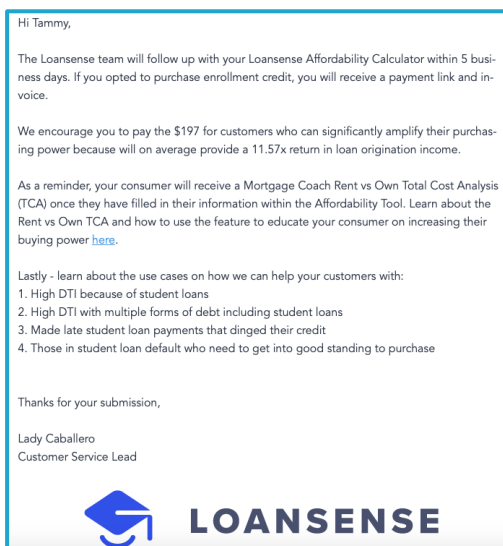 Hi Tammy,
The Loansense team will follow up with your Loansense Affordability Calculator within 5 busi-
ness days. If you opted to purchase enrollment credit, you will receive a payment link and in-
voice.
We encourage you to pay the $197 for customers who can significantly amplify their purchas-
ing power because will on average provide a 11.57x return in loan origination income.
As a reminder, your consumer will receive a Mortgage Coach Rent vs Own Total Cost Analysis
(TCA) once they have filled in their information within the Affordability Tool. Learn about the
Rent vs Own TCA and how to use the feature to educate your consumer on increasing their
buying power here.
Lastly - learn about the use cases on how we can help your customers with:
1. High DTI because of student loans
2. High DTI with multiple forms of debt including student loans
3. Made late student loan payments that dinged their credit
4. Those in student loan default who need to get into good standing to purchase
Thanks for your submission,
Lady Caballero
Customer Service Lead
LOANSENSE